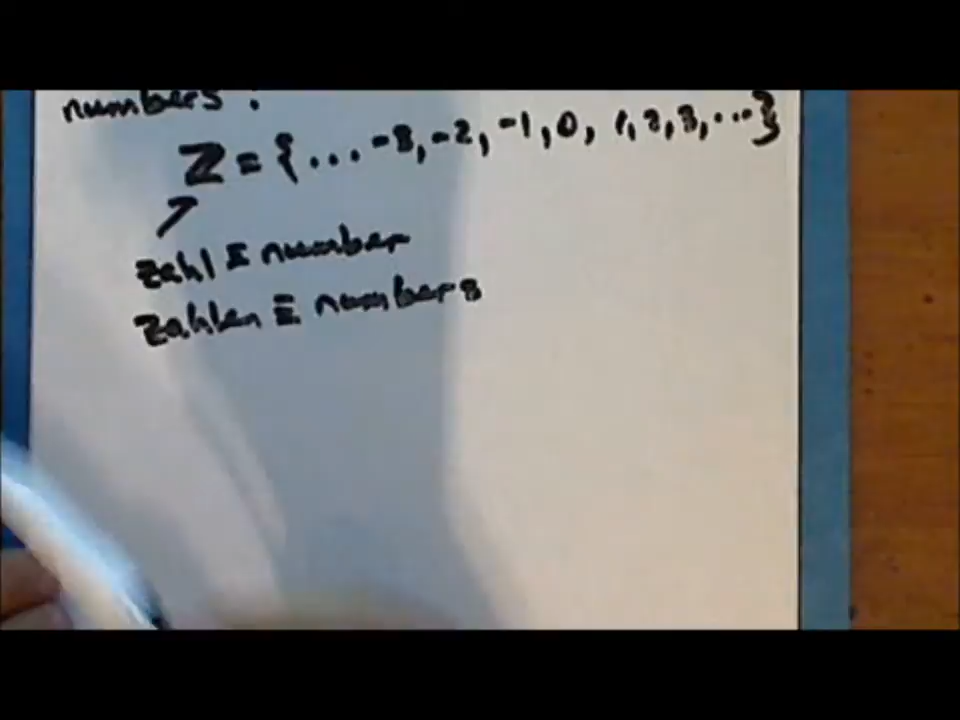 numbers:
Z = {... -3, -2, -1, 0, 1, 2, 3, ...}
zahl ≡ number
zahlen ≡ numbers